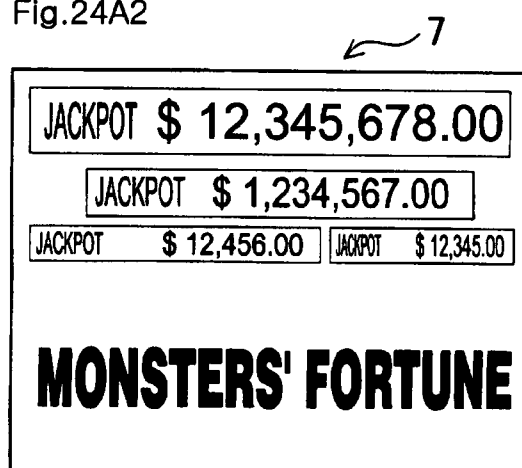 Fig.24A2
7
JACKPOT $ 12,345,678.00
JACKPOT $ 1,234,567.00
JACKPOT $ 12,456.00 JACKPOT $ 12,345.00
MONSTERS' FORTUNE